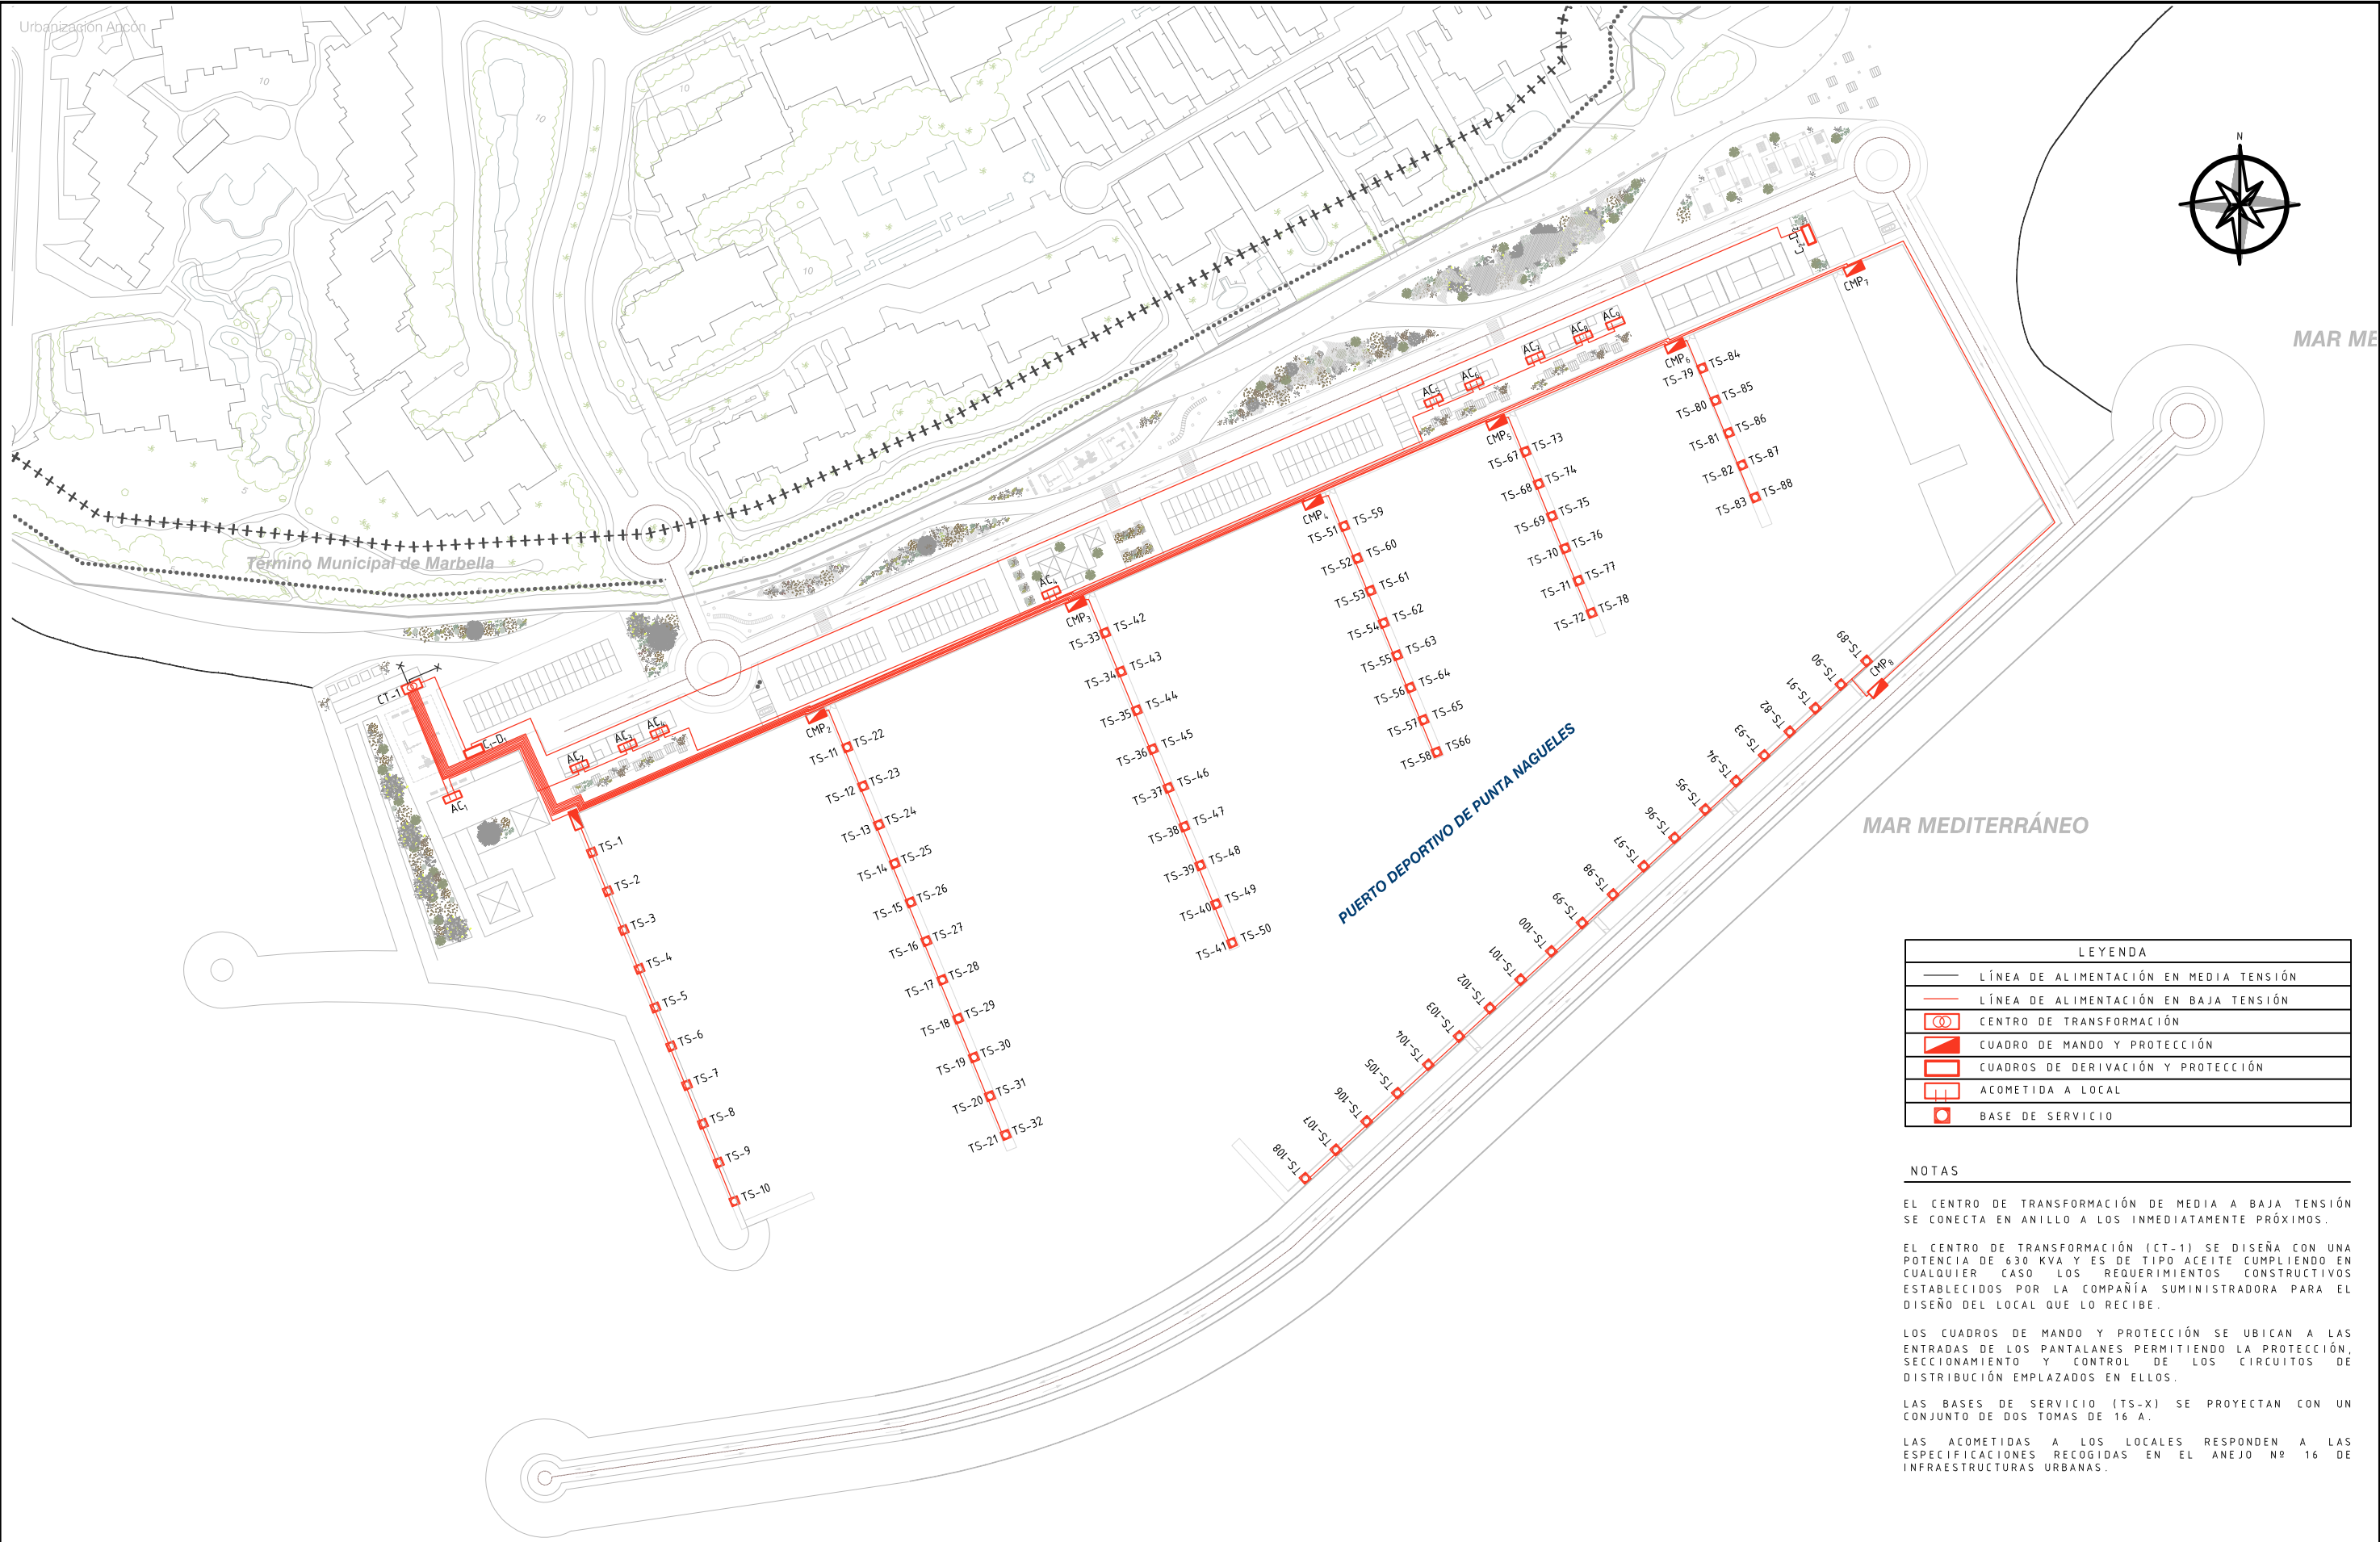 Urbanización Ancón
10
10
10
10
5
N
MAR ME
Término Municipal de Marbella
CT-1
C₁-D₁
AC₁
AC₂
AC₃
AC₄
AC₄
AC₅
AC₆
AC₇
AC₈
AC₉
C₂-D₂
CMP₂
CMP₃
CMP₄
CMP₅
CMP₆
CMP₇
CMP₈
TS-1
TS-2
TS-3
TS-4
TS-5
TS-6
TS-7
TS-8
TS-9
TS-10
TS-11 TS-22
TS-12 TS-23
TS-13 TS-24
TS-14 TS-25
TS-15 TS-26
TS-16 TS-27
TS-17 TS-28
TS-18 TS-29
TS-19 TS-30
TS-20 TS-31
TS-21 TS-32
TS-33 TS-42
TS-34 TS-43
TS-35 TS-44
TS-36 TS-45
TS-37 TS-46
TS-38 TS-47
TS-39 TS-48
TS-40 TS-49
TS-41 TS-50
TS-51 TS-59
TS-52 TS-60
TS-53 TS-61
TS-54 TS-62
TS-55 TS-63
TS-56 TS-64
TS-57 TS-65
TS-58 TS66
TS-67 TS-73
TS-68 TS-74
TS-69 TS-75
TS-70 TS-76
TS-71 TS-77
TS-72 TS-78
TS-79 TS-84
TS-80 TS-85
TS-81 TS-86
TS-82 TS-87
TS-83 TS-88
TS-89
TS-90
TS-91
TS-82
TS-93
TS-94
TS-95
TS-96
TS-97
TS-98
TS-99
TS-100
TS-101
TS-102
TS-103
TS-104
TS-105
TS-106
TS-107
TS-108
PUERTO DEPORTIVO DE PUNTA NAGUELES
MAR MEDITERRÁNEO
LEYENDA
LÍNEA DE ALIMENTACIÓN EN MEDIA TENSIÓN
LÍNEA DE ALIMENTACIÓN EN BAJA TENSIÓN
CENTRO DE TRANSFORMACIÓN
CUADRO DE MANDO Y PROTECCIÓN
CUADROS DE DERIVACIÓN Y PROTECCIÓN
ACOMETIDA A LOCAL
BASE DE SERVICIO
NOTAS
EL CENTRO DE TRANSFORMACIÓN DE MEDIA A BAJA TENSIÓN
SE CONECTA EN ANILLO A LOS INMEDIATAMENTE PRÓXIMOS.
EL CENTRO DE TRANSFORMACIÓN (CT-1) SE DISEÑA CON UNA
POTENCIA DE 630 KVA Y ES DE TIPO ACEITE CUMPLIENDO EN
CUALQUIER CASO LOS REQUERIMIENTOS CONSTRUCTIVOS
ESTABLECIDOS POR LA COMPAÑÍA SUMINISTRADORA PARA EL
DISEÑO DEL LOCAL QUE LO RECIBE.
LOS CUADROS DE MANDO Y PROTECCIÓN SE UBICAN A LAS
ENTRADAS DE LOS PANTALANES PERMITIENDO LA PROTECCIÓN,
SECCIONAMIENTO Y CONTROL DE LOS CIRCUITOS DE
DISTRIBUCIÓN EMPLAZADOS EN ELLOS.
LAS BASES DE SERVICIO (TS-X) SE PROYECTAN CON UN
CONJUNTO DE DOS TOMAS DE 16 A.
LAS ACOMETIDAS A LOS LOCALES RESPONDEN A LAS
ESPECIFICACIONES RECOGIDAS EN EL ANEJO Nº 16 DE
INFRAESTRUCTURAS URBANAS.